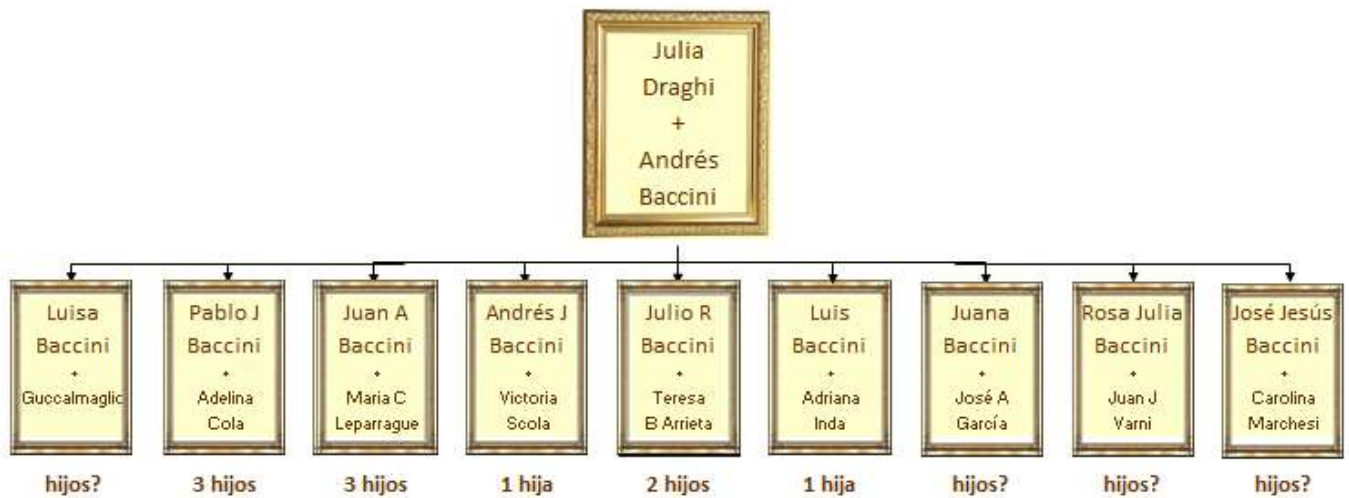 Julia
Draghi
+
Andrés
Baccini
Luisa
Baccini
+
Guccalmaglio
hijos?
Pablo J
Baccini
+
Adelina
Cola
3 hijos
Juan A
Baccini
+
Maria C
Leparrague
3 hijos
Andrés J
Baccini
+
Victoria
Scola
1 hija
Julio R
Baccini
+
Teresa
B Arrieta
2 hijos
Luis
Baccini
+
Adriana
Inda
1 hija
Juana
Baccini
+
José A
García
hijos?
Rosa Julia
Baccini
+
Juan J
Varni
hijos?
José Jesús
Baccini
+
Carolina
Marchesi
hijos?